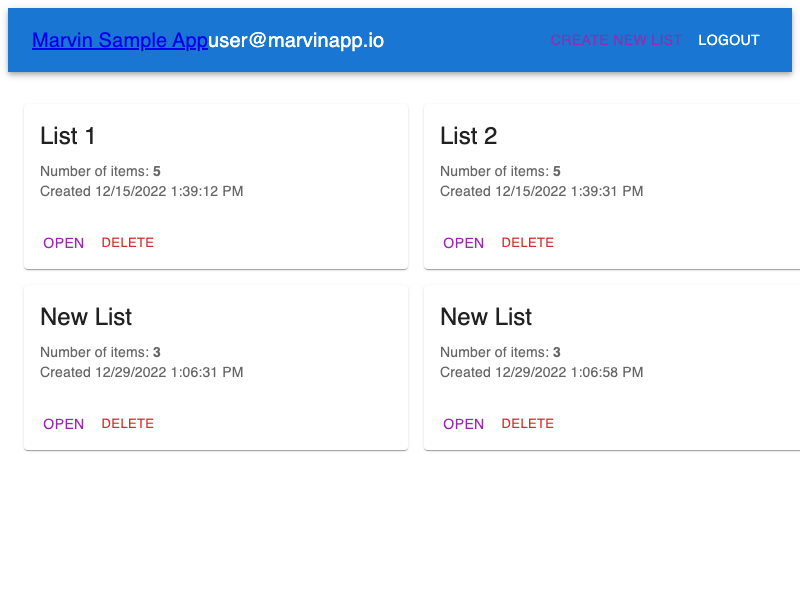 Marvin Sample Appuser@marvinapp.io CREATE NEW LIST LOGOUT
List 1
Number of items: 5
Created 12/15/2022 1:39:12 PM
OPEN DELETE
List 2
Number of items: 5
Created 12/15/2022 1:39:31 PM
OPEN DELETE
New List
Number of items: 3
Created 12/29/2022 1:06:31 PM
OPEN DELETE
New List
Number of items: 3
Created 12/29/2022 1:06:58 PM
OPEN DELETE